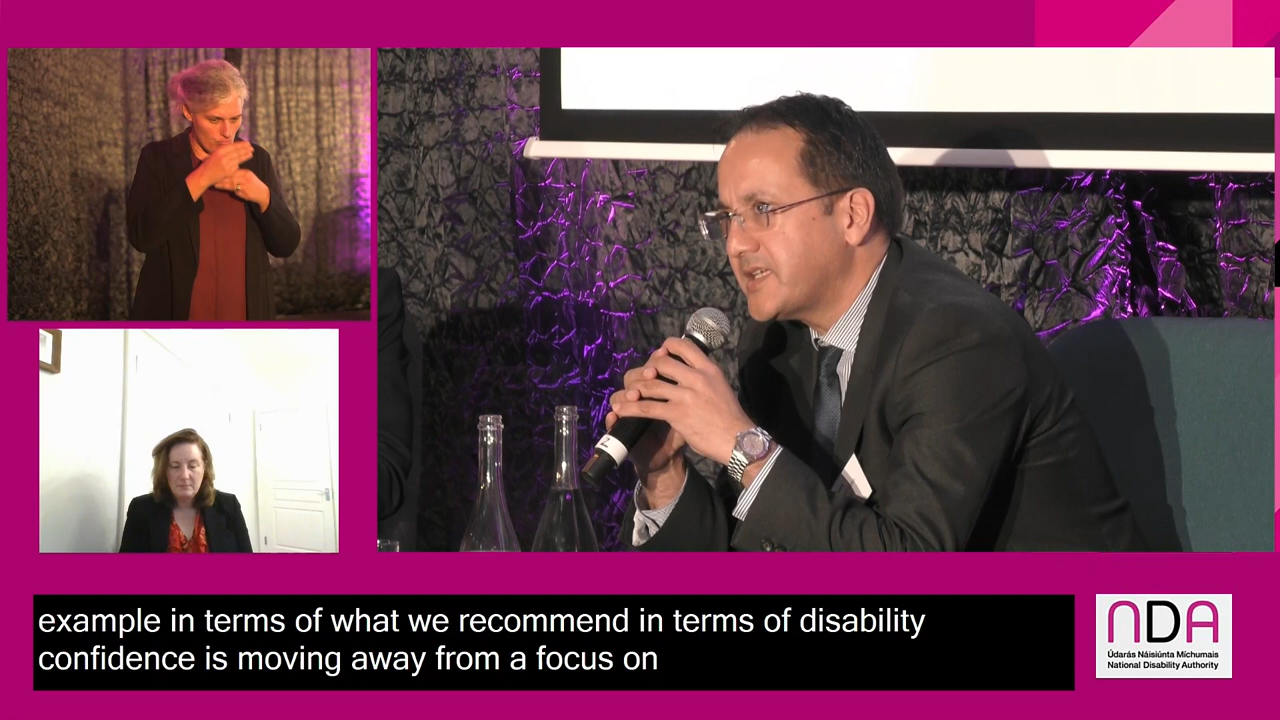 example in terms of what we recommend in terms of disability
confidence is moving away from a focus on
NDA
Údarás Náisiúnta Míchumais
National Disability Authority
2